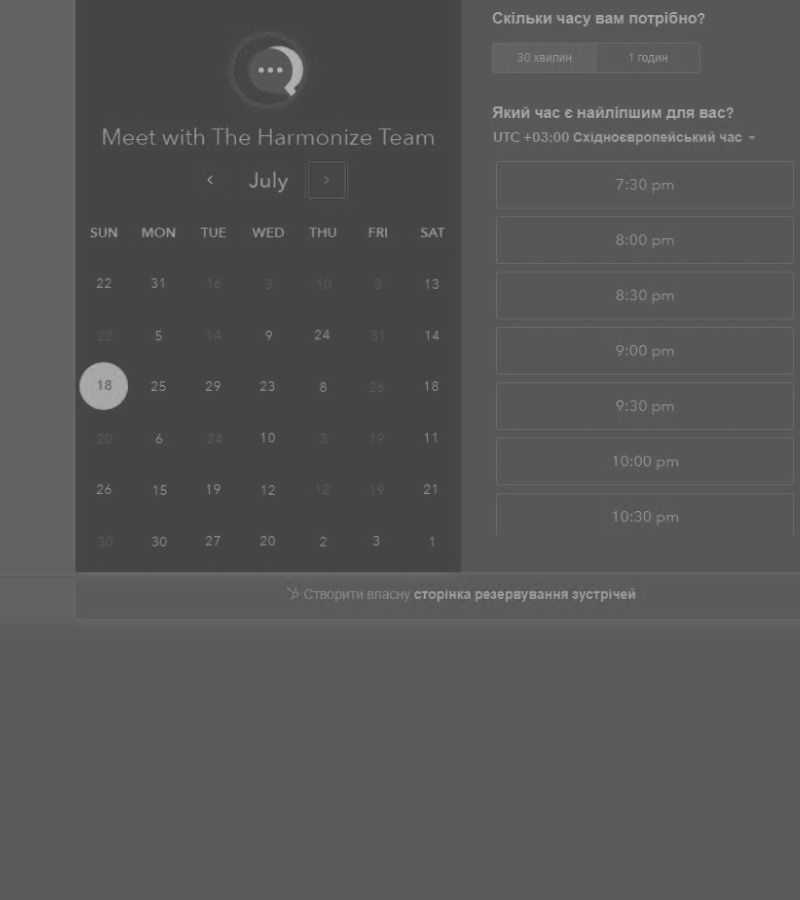 Meet with The Harmonize Team
July
SUN MON TUE WED THU FRI SAT
22 31 16 3 10 3 13
22 5 14 9 24 31 14
18 25 29 23 8 26 18
20 6 24 10 3 19 11
26 15 19 12 12 19 21
30 30 27 20 2 3 1
Скільки часу вам потрібно?
30 хвилин 1 годин
Який час є найліпшим для вас?
UTC +03:00 Східноєвропейський час
7:30 pm
8:00 pm
8:30 pm
9:00 pm
9:30 pm
10:00 pm
10:30 pm
Створити власну сторінка резервування зустрічей